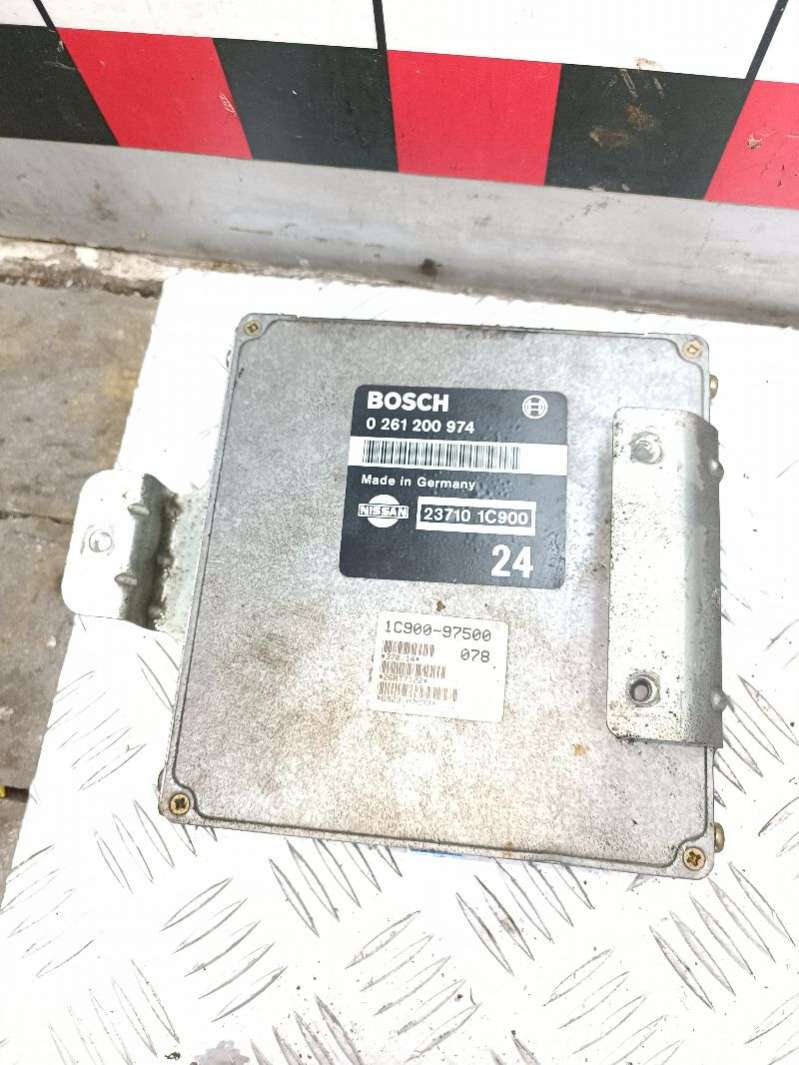 BOSCH
0 261 200 974
Made in Germany
NISSAN
23710 1C900
24
1C900-97500
078